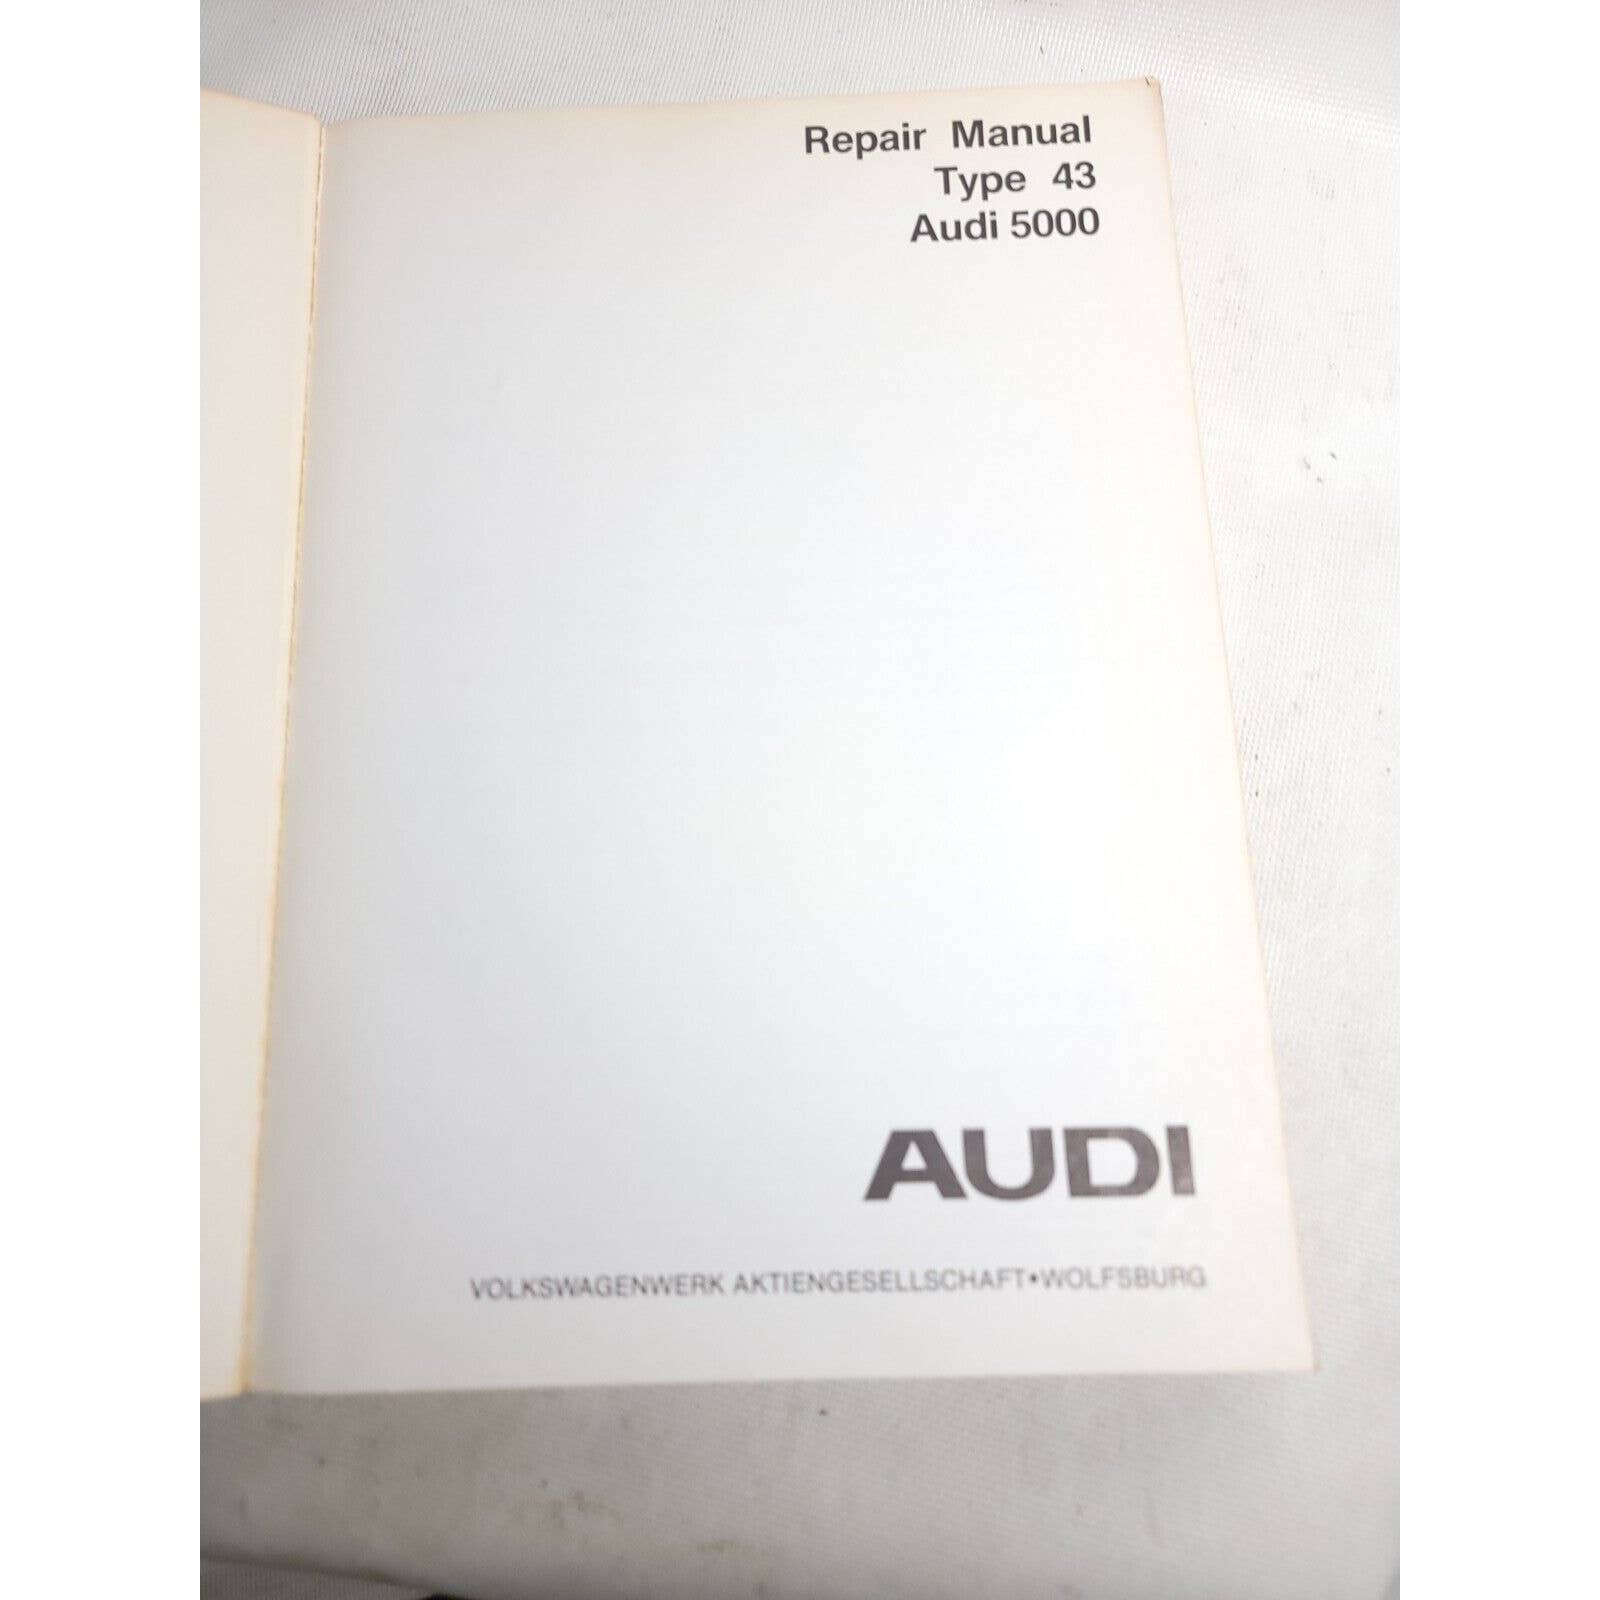 Repair Manual
Type 43
Audi 5000
AUDI
VOLKSWAGENWERK AKTIENGESELLSCHAFT•WOLFSBURG